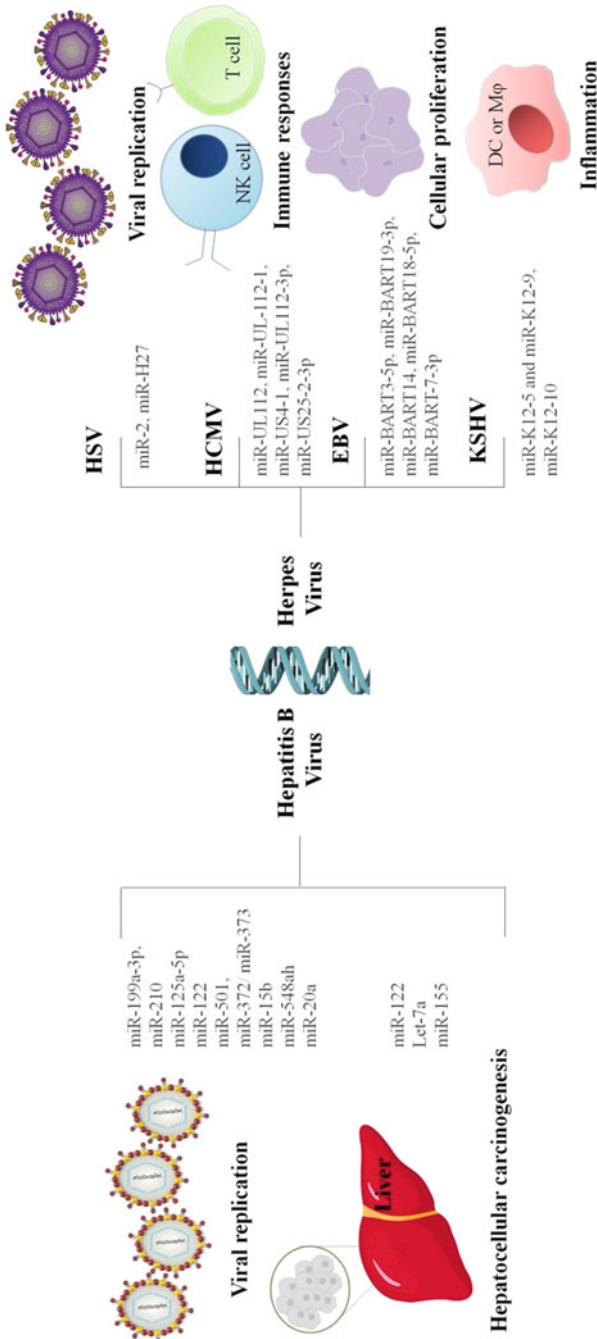 Viral replication
miR-199a-3p,
miR-210
miR-125a-5p
miR-122
miR-501,
miR-372/ miR-373
miR-15b
miR-548ah
miR-20a
Liver
Hepatocellular carcinogenesis
miR-122
Let-7a
miR-155
Hepatitis B
Virus
Herpes
Virus
HSV
miR-2, miR-H27
Viral replication
HCMV
miR-UL112, miR-UL-112-1,
miR-US4-1, miR-UL112-3p,
miR-US25-2-3p
NK cell
T cell
Immune responses
EBV
miR-BART3-5p, miR-BART19-3p,
miR-BART14, miR-BART18-5p,
miR-BART-7-3p
Cellular proliferation
KSHV
miR-K12-5 and miR-K12-9,
miR-K12-10
DC or Mφ
Inflammation